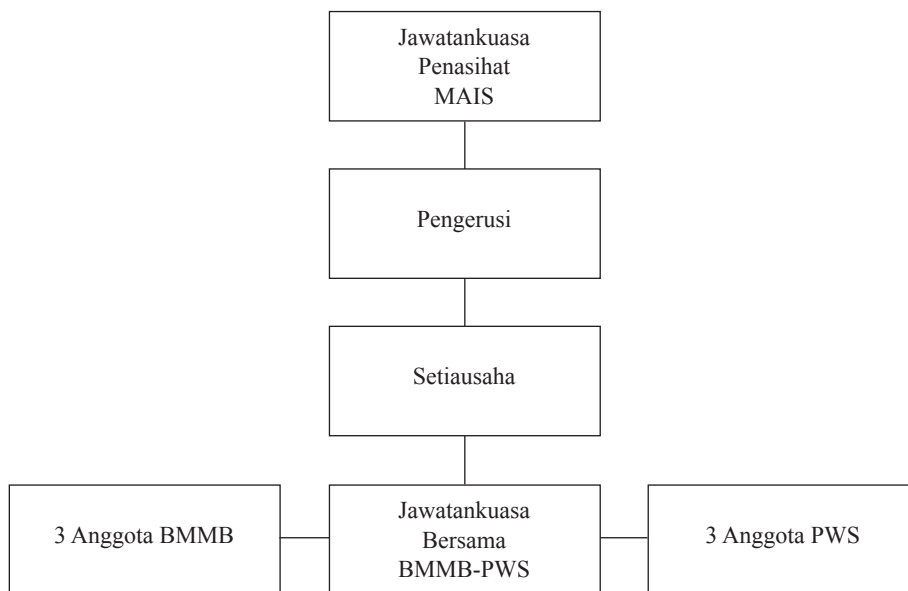 Jawatankuasa
Penasihat
MAIS
Pengerusi
Setiausaha
3 Anggota BMMB
Jawatankuasa
Bersama
BMMB-PWS
3 Anggota PWS